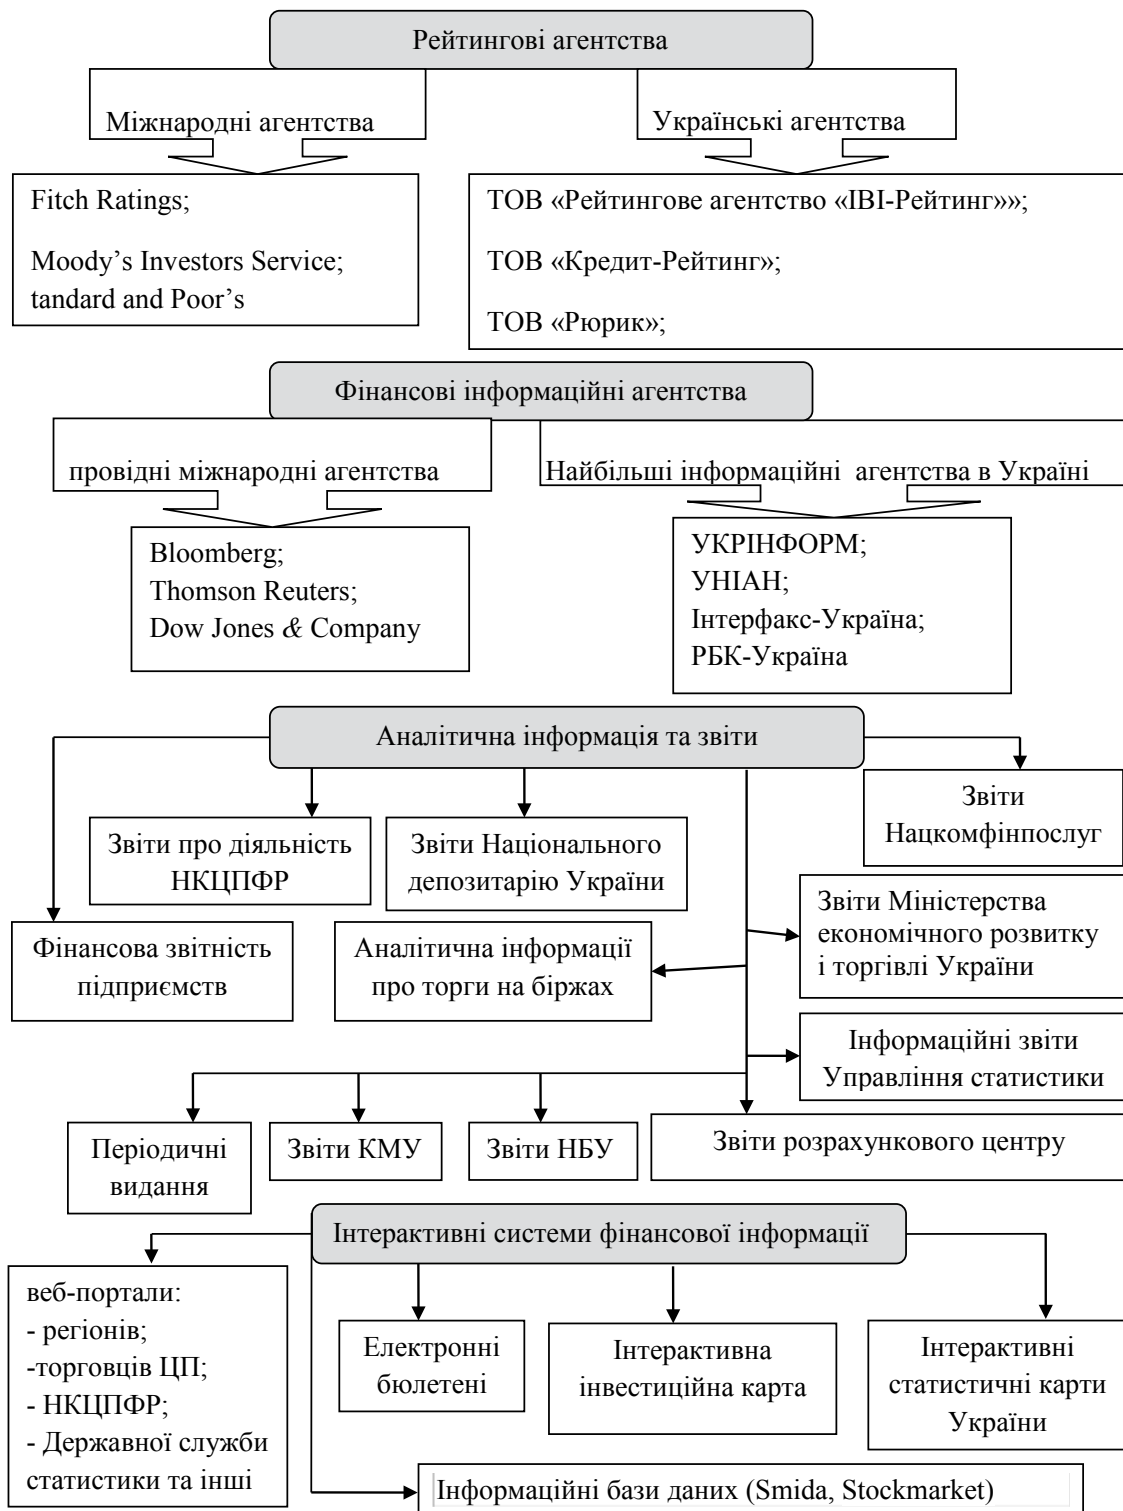 Рейтингові агентства
Міжнародні агентства
Українські агентства
Fitch Ratings;
Moody’s Investors Service;
tandard and Poor’s
ТОВ «Рейтингове агентство «ІВІ-Рейтинг»»;
ТОВ «Кредит-Рейтинг»;
ТОВ «Рюрик»;
Фінансові інформаційні агентства
провідні міжнародні агентства
Найбільші інформаційні агентства в Україні
Bloomberg;
Thomson Reuters;
Dow Jones & Company
УКРІНФОРМ;
УНІАН;
Інтерфакс-Україна;
РБК-Україна
Аналітична інформація та звіти
Звіти
Нацкомфінпослуг
Звіти про діяльність
НКЦПФР
Звіти Національного
депозитарію України
Звіти Міністерства
економічного розвитку
і торгівлі України
Фінансова звітність
підприємств
Аналітична інформації
про торги на біржах
Інформаційні звіти
Управління статистики
Періодичні
видання
Звіти КМУ
Звіти НБУ
Звіти розрахункового центру
Інтерактивні системи фінансової інформації
веб-портали:
- регіонів;
-торговців ЦП;
- НКЦПФР;
- Державної служби
статистики та інші
Електронні
бюлетені
Інтерактивна
інвестиційна карта
Інтерактивні
статистичні карти
України
Інформаційні бази даних (Smida, Stockmarket)